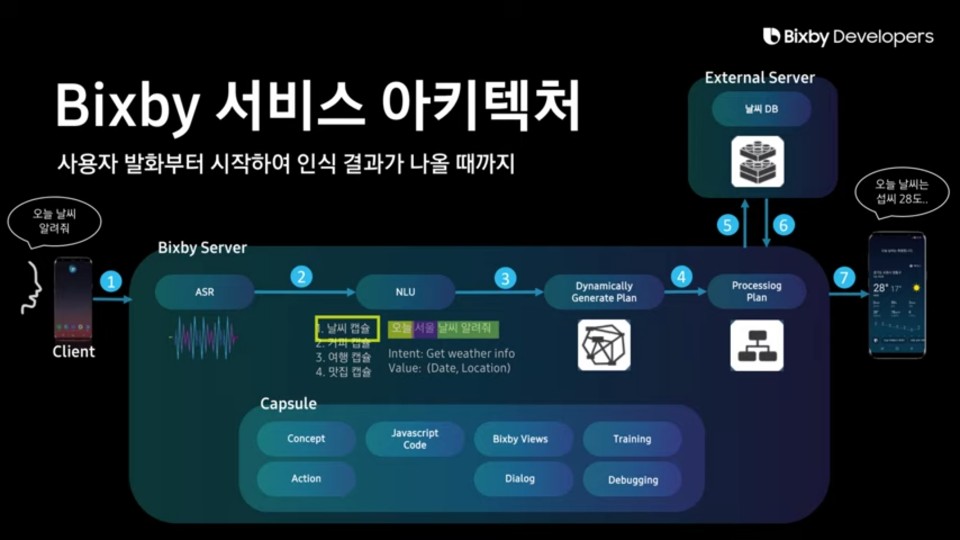 Bixby Developers
Bixby 서비스 아키텍처
사용자 발화부터 시작하여 인식 결과가 나올 때까지
External Server
날씨 DB
오늘 날씨
알려줘
오늘 날씨는
섭씨 28도..
5
6
Bixby Server
1
2
3
4
7
ASR
NLU
Dynamically
Generate Plan
Processiog
Plan
Client
1. 날씨 캡슐
2. 커피 캡슐
3. 여행 캡슐
4. 맛집 캡슐
오늘 서울 날씨 알려줘
Intent: Get weather info
Value: (Date, Location)
28° 17°
Capsule
Concept
Javascript
Code
Bixby Views
Training
Action
Dialog
Debugging